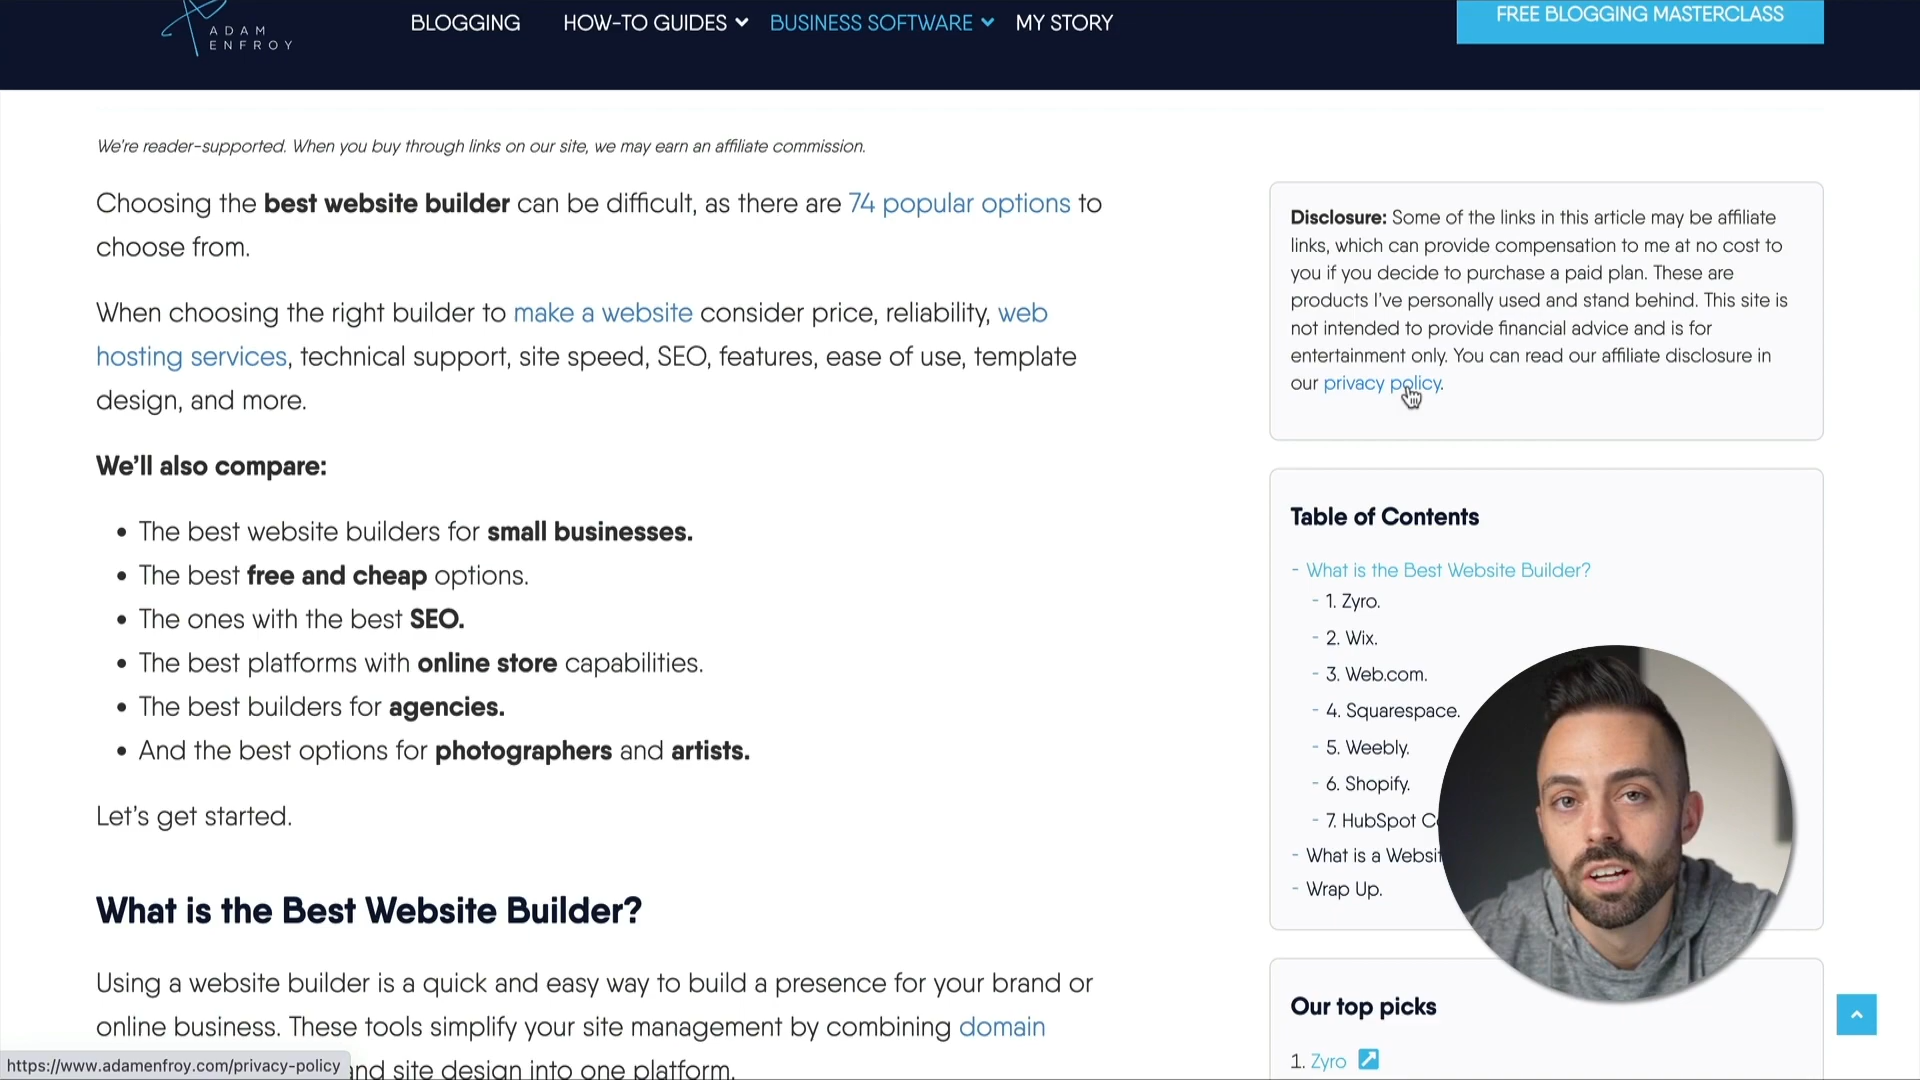 ADAM
ENFROY
BLOGGING
HOW-TO GUIDES
BUSINESS SOFTWARE
MY STORY
FREE BLOGGING MASTERCLASS
We're reader-supported. When you buy through links on our site, we may earn an affiliate commission.
Choosing the best website builder can be difficult, as there are 74 popular options to
choose from.
When choosing the right builder to make a website consider price, reliability, web
hosting services, technical support, site speed, SEO, features, ease of use, template
design, and more.
We'll also compare:
• The best website builders for small businesses.
• The best free and cheap options.
• The ones with the best SEO.
• The best platforms with online store capabilities.
• The best builders for agencies.
• And the best options for photographers and artists.
Let's get started.
What is the Best Website Builder?
Using a website builder is a quick and easy way to build a presence for your brand or
online business. These tools simplify your site management by combining domain
and site design into one platform.
https://www.adamenfroy.com/privacy-policy
Disclosure: Some of the links in this article may be affiliate
links, which can provide compensation to me at no cost to
you if you decide to purchase a paid plan. These are
products I've personally used and stand behind. This site is
not intended to provide financial advice and is for
entertainment only. You can read our affiliate disclosure in
our privacy policy.
Table of Contents
- What is the Best Website Builder?
- 1. Zyro.
- 2. Wix.
- 3. Web.com.
- 4. Squarespace.
- 5. Weebly.
- 6. Shopify.
- 7. HubSpot
- What is a
- Wrap Up.
Our top picks
1. Zyro